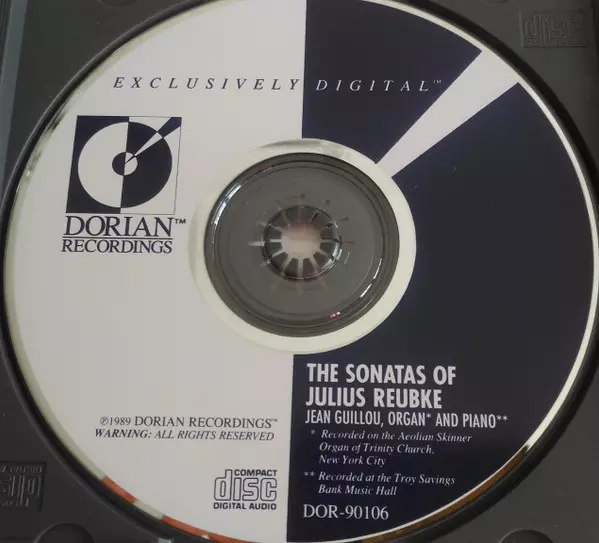 EXCLUSIVELY DIGITAL™
DORIAN™
RECORDINGS
THE SONATAS OF
JULIUS REUBKE
JEAN GUILLOU, ORGAN* AND PIANO**
* Recorded on the Aeolian Skinner
Organ of Trinity Church,
New York City
** Recorded at the Troy Savings
Bank Music Hall
DOR-90106
℗1989 DORIAN RECORDINGS™
WARNING: ALL RIGHTS RESERVED
COMPACT
disc
DIGITAL AUDIO